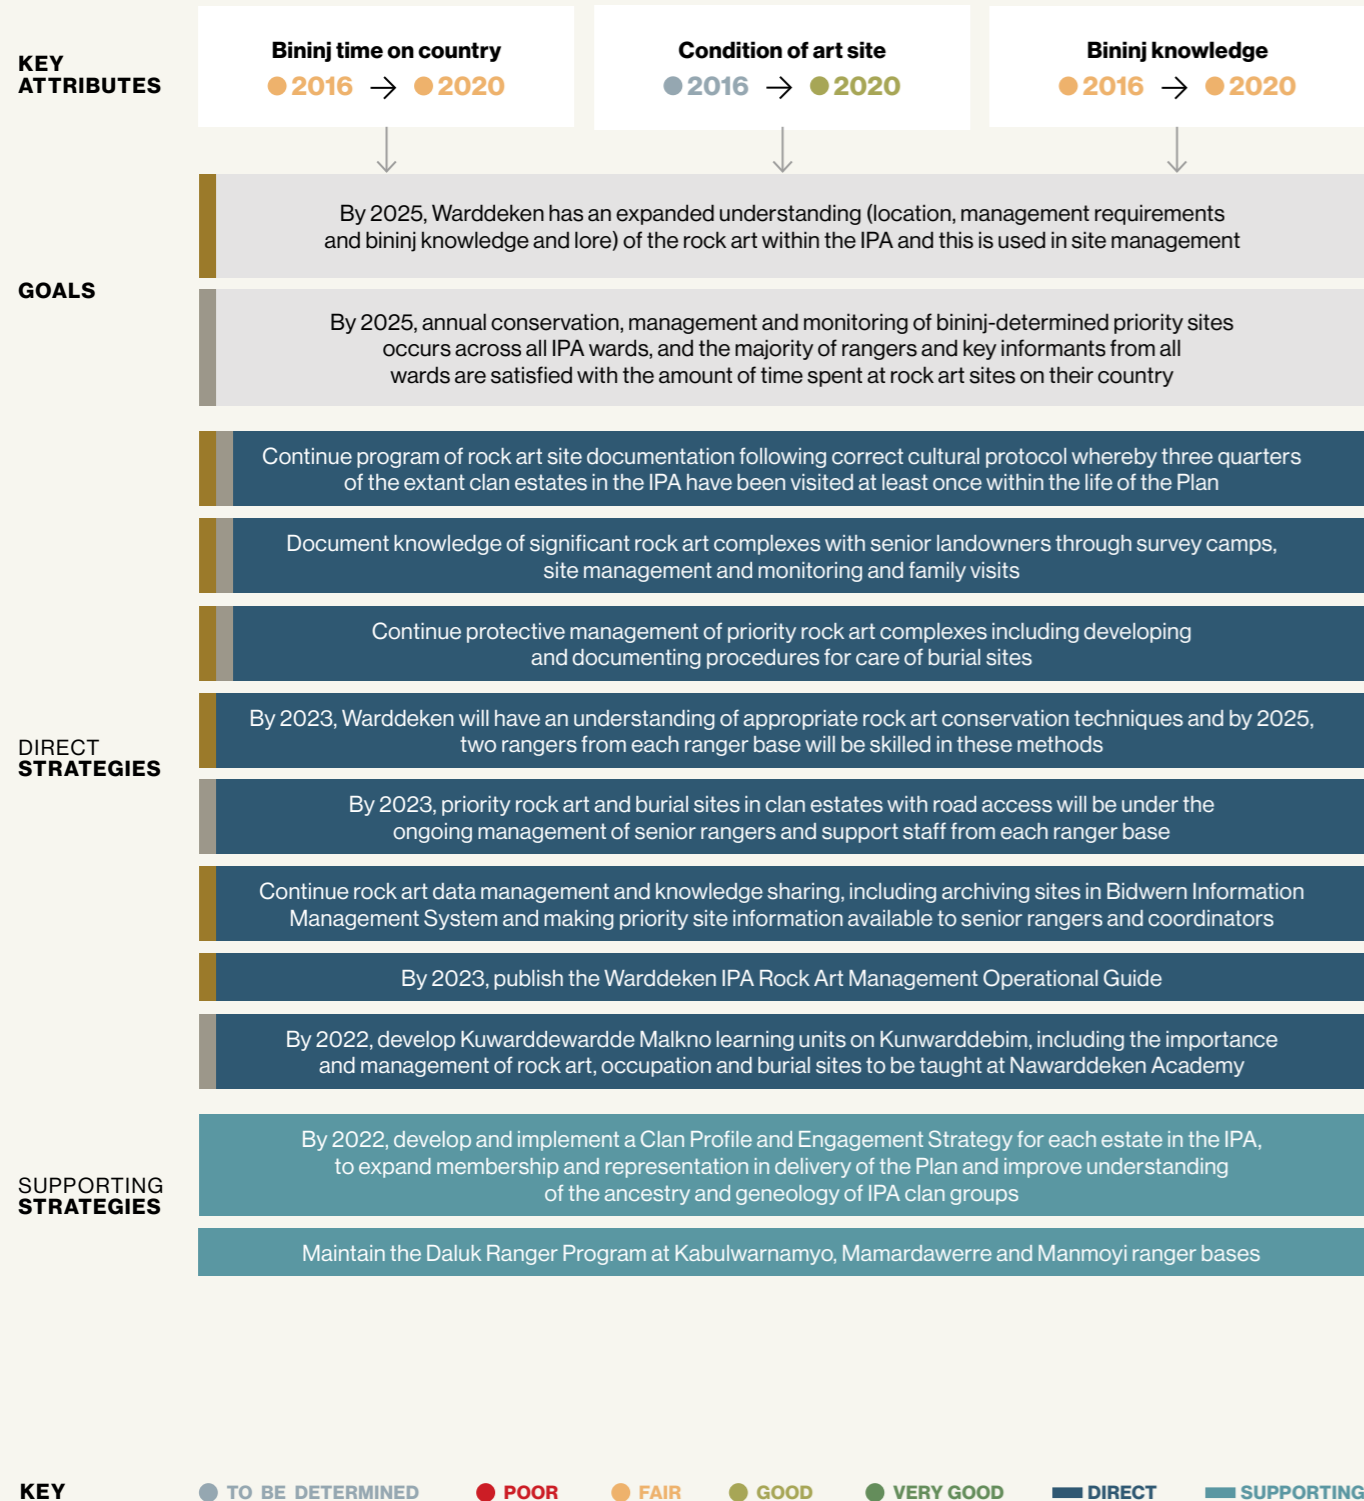 KEY
ATTRIBUTES
Bininj time on country
2016 → 2020
Condition of art site
2016 → 2020
Bininj knowledge
2016 → 2020
GOALS
By 2025, Warddeken has an expanded understanding (location, management requirements
and bininj knowledge and lore) of the rock art within the IPA and this is used in site management
By 2025, annual conservation, management and monitoring of bininj-determined priority sites
occurs across all IPA wards, and the majority of rangers and key informants from all
wards are satisfied with the amount of time spent at rock art sites on their country
DIRECT
STRATEGIES
Continue program of rock art site documentation following correct cultural protocol whereby three quarters
of the extant clan estates in the IPA have been visited at least once within the life of the Plan
Document knowledge of significant rock art complexes with senior landowners through survey camps,
site management and monitoring and family visits
Continue protective management of priority rock art complexes including developing
and documenting procedures for care of burial sites
By 2023, Warddeken will have an understanding of appropriate rock art conservation techniques and by 2025,
two rangers from each ranger base will be skilled in these methods
By 2023, priority rock art and burial sites in clan estates with road access will be under the
ongoing management of senior rangers and support staff from each ranger base
Continue rock art data management and knowledge sharing, including archiving sites in Bidwern Information
Management System and making priority site information available to senior rangers and coordinators
By 2023, publish the Warddeken IPA Rock Art Management Operational Guide
By 2022, develop Kuwarddewardde Malkno learning units on Kunwarddebim, including the importance
and management of rock art, occupation and burial sites to be taught at Nawarddeken Academy
SUPPORTING
STRATEGIES
By 2022, develop and implement a Clan Profile and Engagement Strategy for each estate in the IPA,
to expand membership and representation in delivery of the Plan and improve understanding
of the ancestry and geneology of IPA clan groups
Maintain the Daluk Ranger Program at Kabulwarnamyo, Mamardawerre and Manmoyi ranger bases
KEY
TO BE DETERMINED
POOR
FAIR
GOOD
VERY GOOD
DIRECT
SUPPORTING